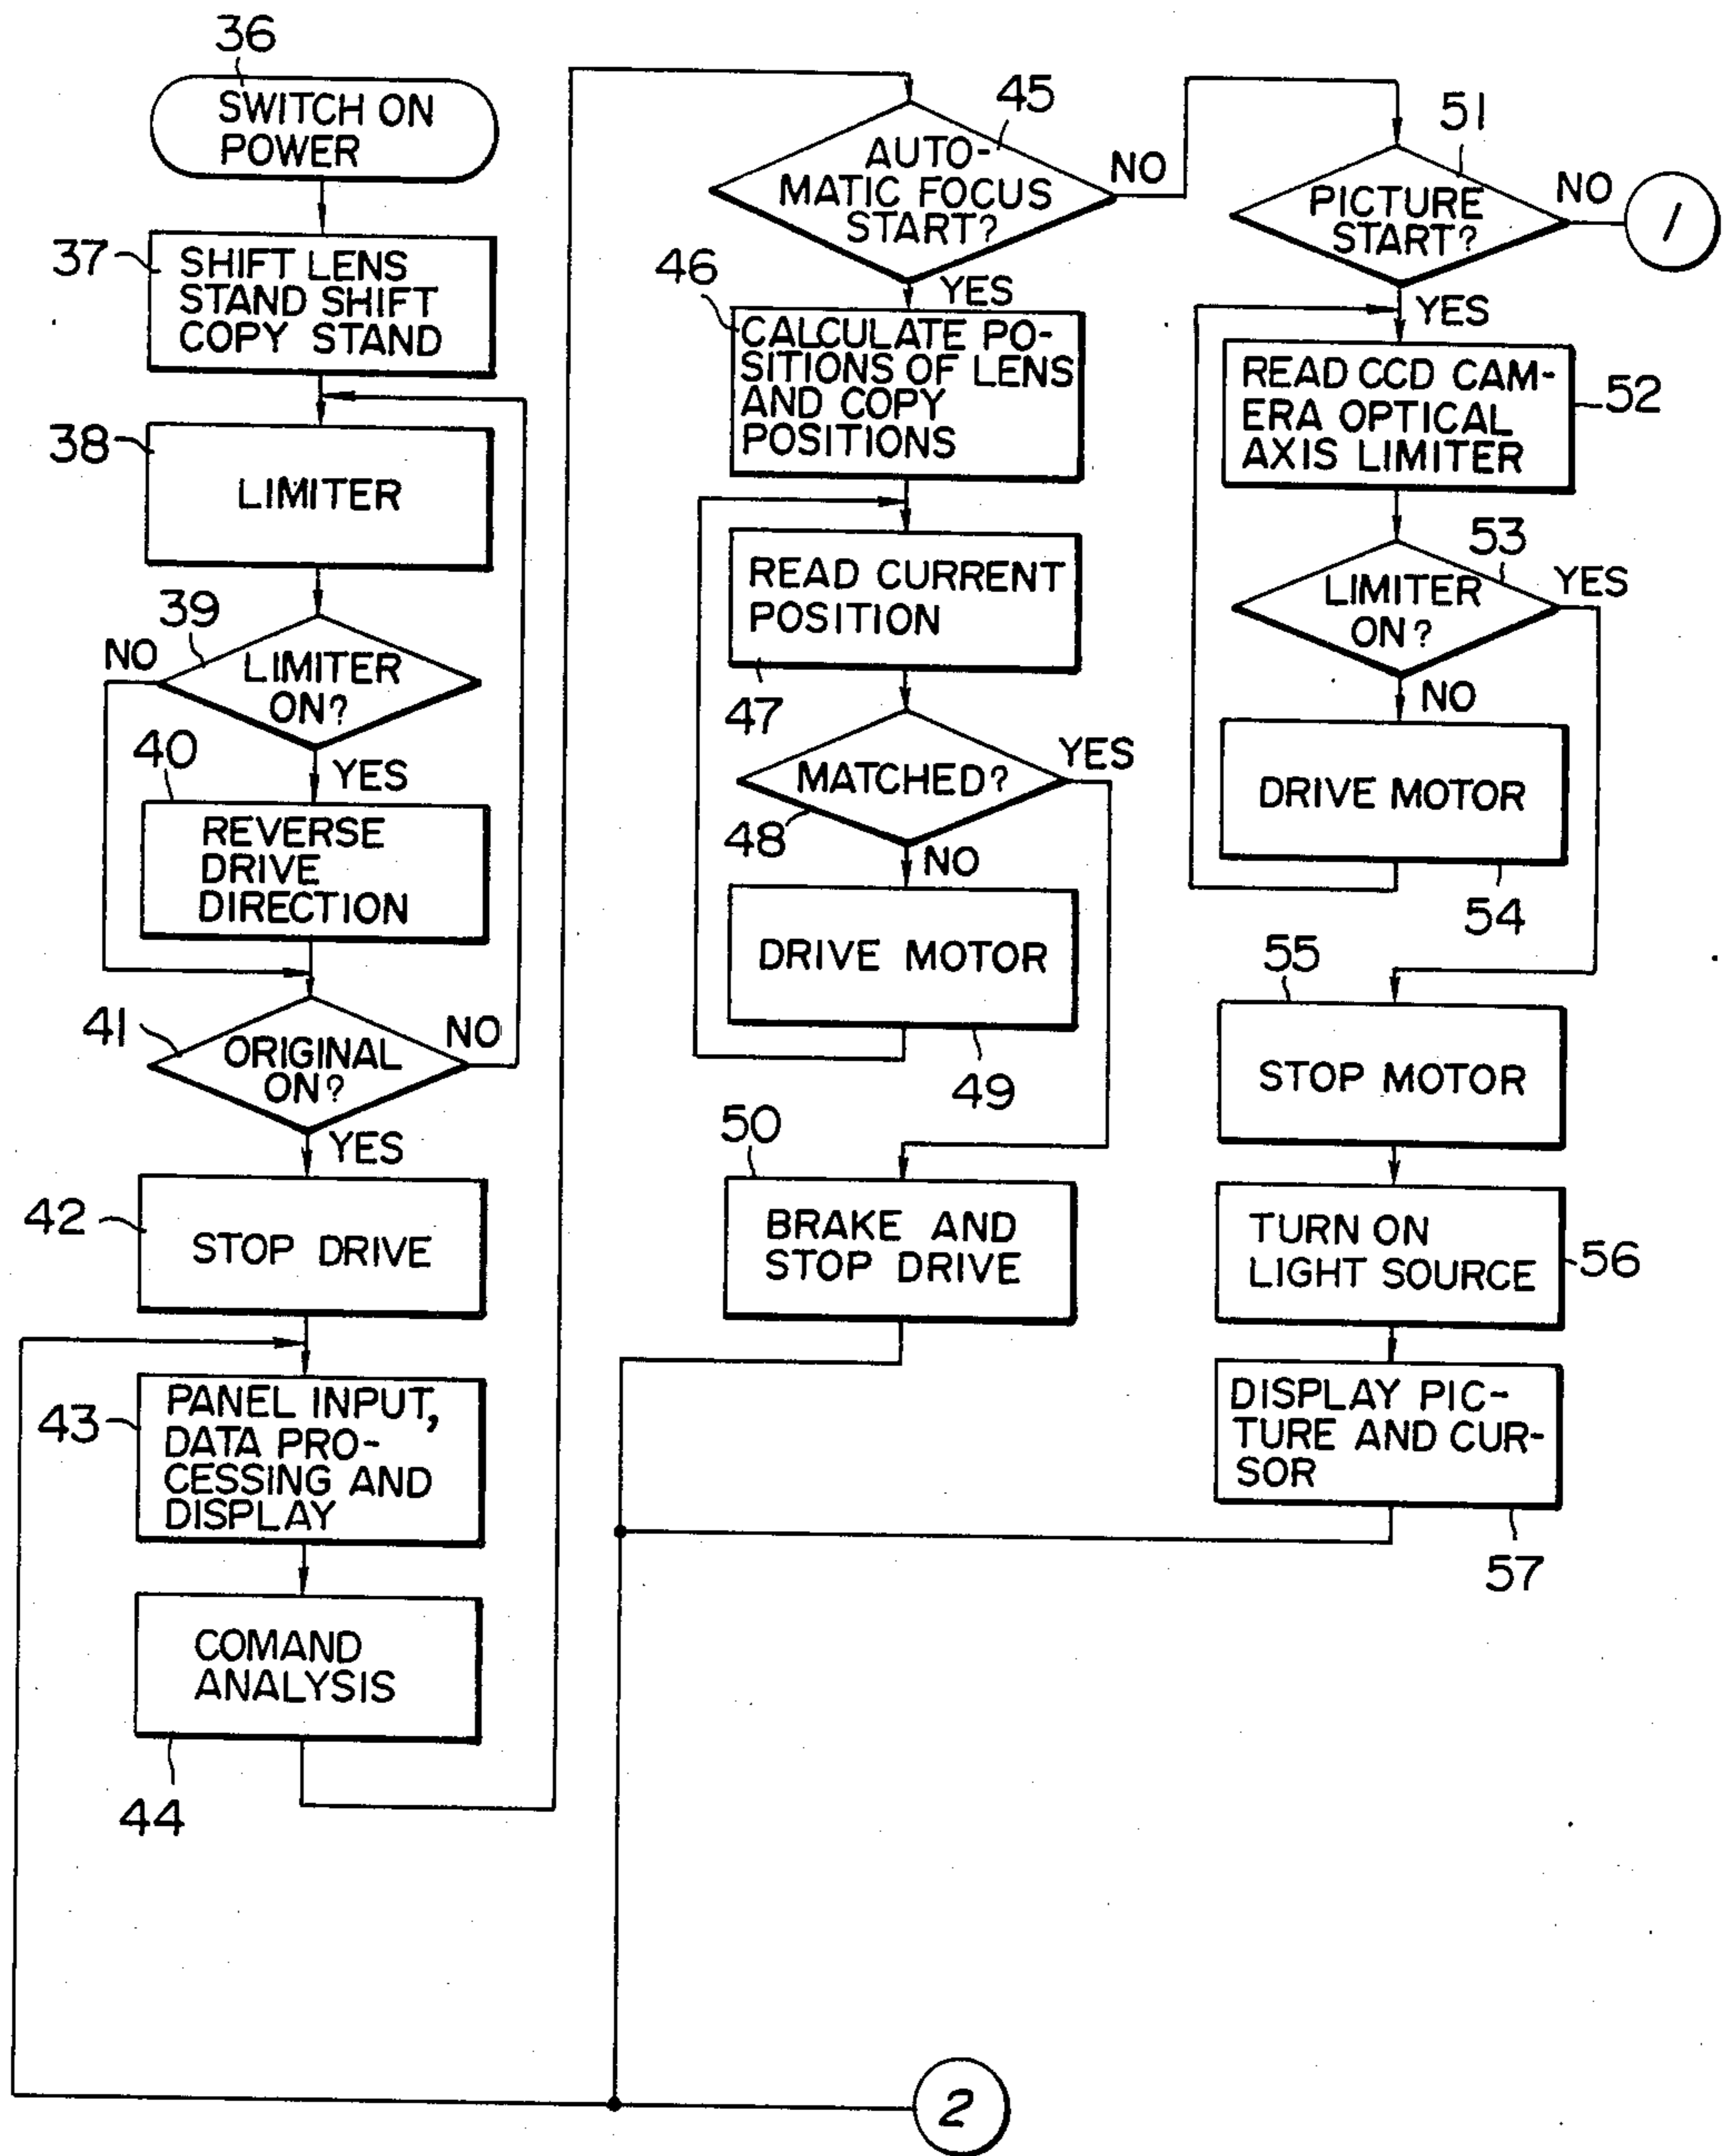 36
SWITCH ON
POWER
37
SHIFT LENS
STAND SHIFT
COPY STAND
38
LIMITER
39
NO
LIMITER
ON?
40
YES
REVERSE
DRIVE
DIRECTION
41
NO
ORIGINAL
ON?
YES
42
STOP DRIVE
43
PANEL INPUT,
DATA PRO-
CESSING AND
DISPLAY
COMAND
ANALYSIS
44
45
AUTO-
MATIC FOCUS
START?
NO
46
YES
CALCULATE PO-
SITIONS OF LENS
AND COPY
POSITIONS
READ CURRENT
POSITION
47
YES
MATCHED?
48
NO
DRIVE MOTOR
49
50
BRAKE AND
STOP DRIVE
51
NO
PICTURE
START?
1
YES
READ CCD CAM-
ERA OPTICAL
AXIS LIMITER
52
53
YES
LIMITER
ON?
NO
DRIVE MOTOR
54
55
STOP MOTOR
TURN ON
LIGHT SOURCE
56
DISPLAY PIC-
TURE AND CUR-
SOR
57
2